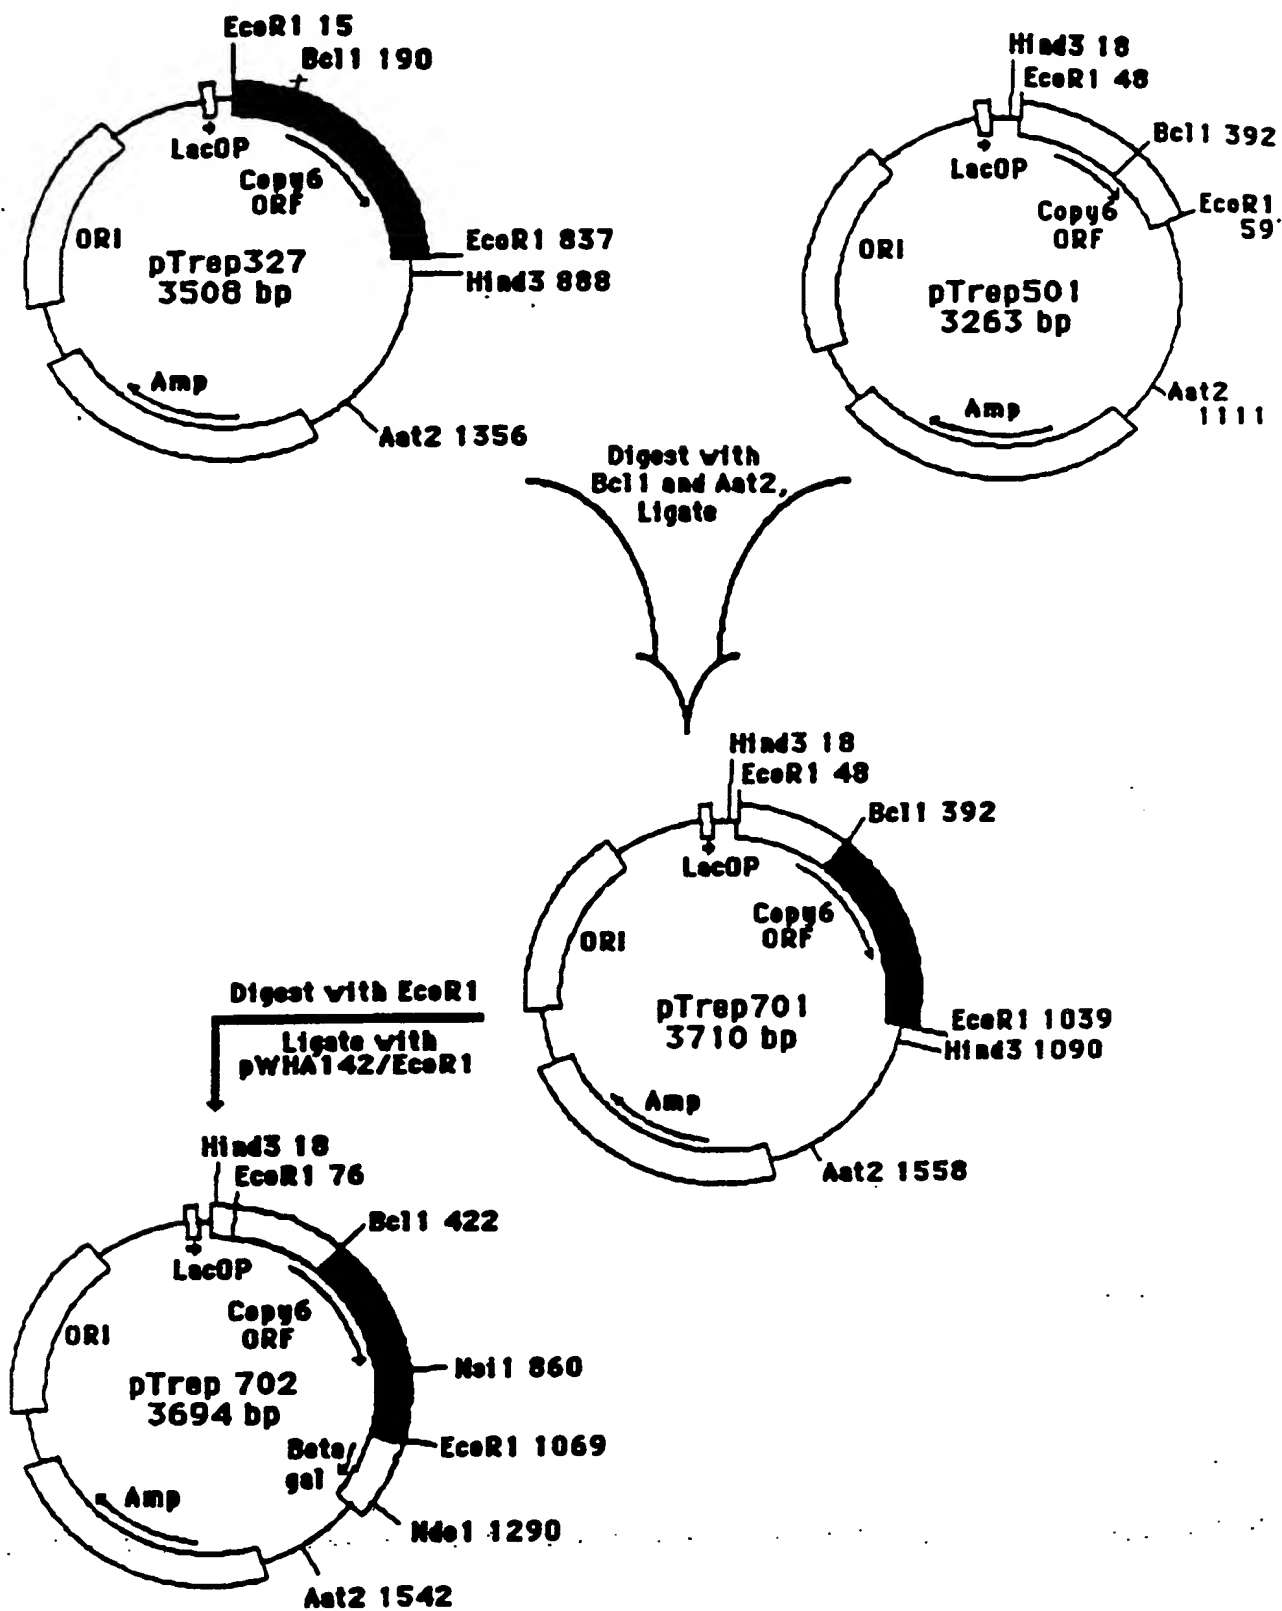 EcoR1 15
Bcl1 190
LacOP
Copy6
ORF
ORI
pTrep327
3508 bp
EcoR1 837
Hind3 888
Amp
Aat2 1356
Hind3 18
EcoR1 48
Bcl1 392
LacOP
Copy6
ORF
EcoR1
59
ORI
pTrep501
3263 bp
Amp
Aat2
1111
Digest with
Bcl1 and Aat2,
Ligate
Hind3 18
EcoR1 48
Bcl1 392
LacOP
Copy6
ORF
ORI
pTrep701
3710 bp
EcoR1 1039
Hind3 1090
Amp
Aat2 1558
Digest with EcoR1
Ligate with
pWHA142/EcoR1
Hind3 18
EcoR1 76
Bcl1 422
LacOP
Copy6
ORF
ORI
pTrep 702
3694 bp
Nsi1 860
EcoR1 1069
Beta
gal
Amp
Nde1 1290
Aat2 1542